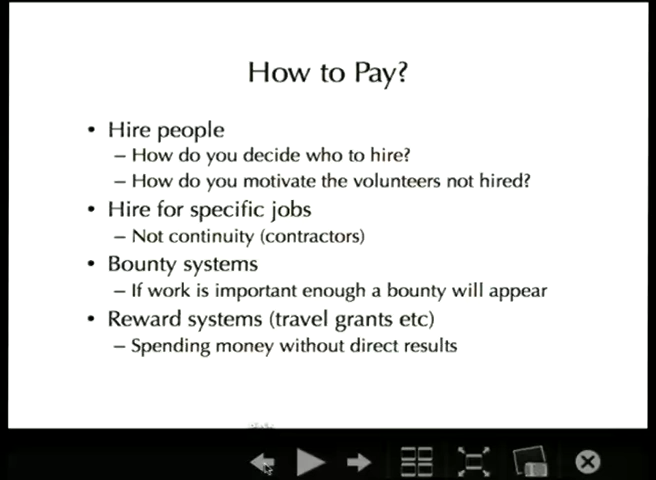 How to Pay?
• Hire people
– How do you decide who to hire?
– How do you motivate the volunteers not hired?
• Hire for specific jobs
– Not continuity (contractors)
• Bounty systems
– If work is important enough a bounty will appear
• Reward systems (travel grants etc)
– Spending money without direct results